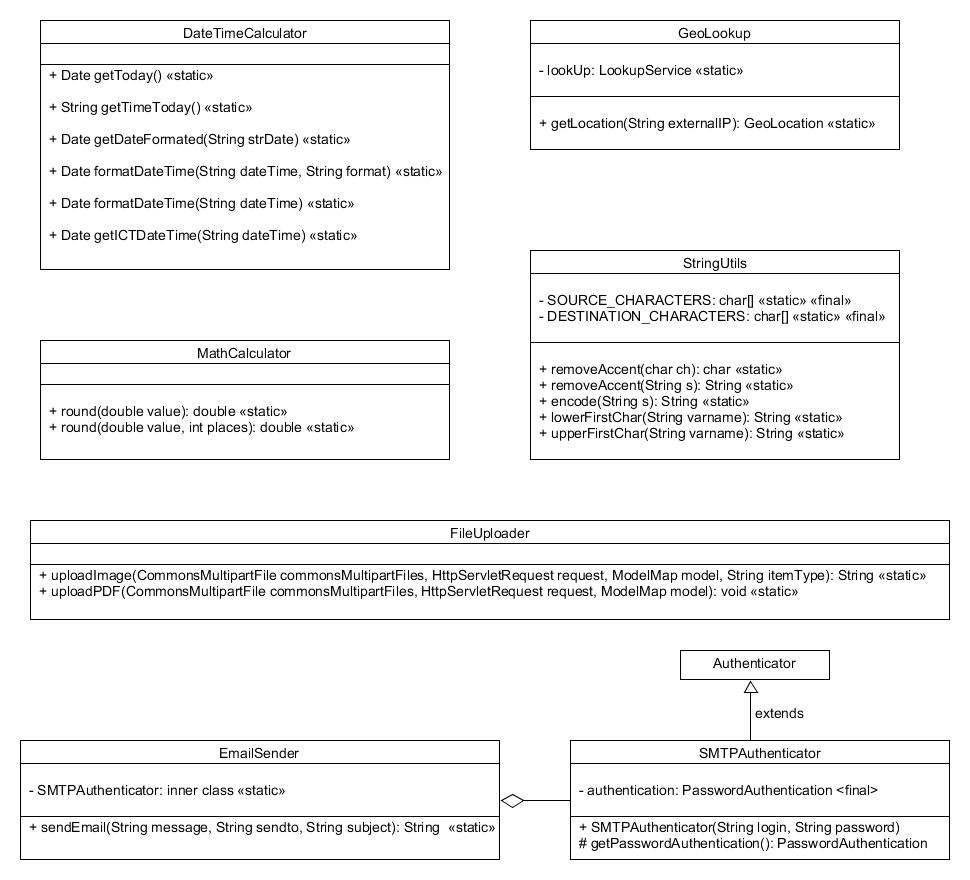 DateTimeCalculator
+ Date getToday() «static»
+ String getTimeToday() «static»
+ Date getDateFormated(String strDate) «static»
+ Date formatDateTime(String dateTime, String format) «static»
+ Date formatDateTime(String dateTime) «static»
+ Date getICTDateTime(String dateTime) «static»
GeoLookup
- lookUp: LookupService «static»
+ getLocation(String externalIP): GeoLocation «static»
StringUtils
- SOURCE_CHARACTERS: char[] «static» «final»
- DESTINATION_CHARACTERS: char[] «static» «final»
+ removeAccent(char ch): char «static»
+ removeAccent(String s): String «static»
+ encode(String s): String «static»
+ lowerFirstChar(String varname): String «static»
+ upperFirstChar(String varname): String «static»
MathCalculator
+ round(double value): double «static»
+ round(double value, int places): double «static»
FileUploader
+ uploadImage(CommonsMultipartFile commonsMultipartFiles, HttpServletRequest request, ModelMap model, String itemType): String «static»
+ uploadPDF(CommonsMultipartFile commonsMultipartFiles, HttpServletRequest request, ModelMap model): void «static»
Authenticator
extends
EmailSender
- SMTPAuthenticator: inner class «static»
+ sendEmail(String message, String sendto, String subject): String «static»
SMTPAuthenticator
- authentication: PasswordAuthentication <final>
+ SMTPAuthenticator(String login, String password)
# getPasswordAuthentication(): PasswordAuthentication